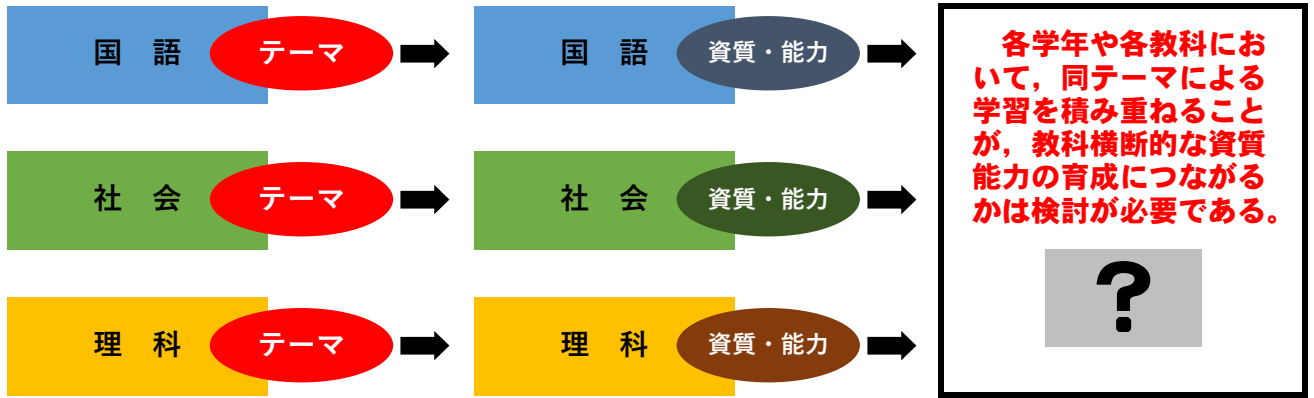 国　語
テーマ
国　語
資質・能力
社　会
テーマ
社　会
資質・能力
理　科
テーマ
理　科
資質・能力
各学年や各教科にお
いて，同テーマによる
学習を積み重ねること
が，教科横断的な資質
能力の育成につながる
かは検討が必要である。
？